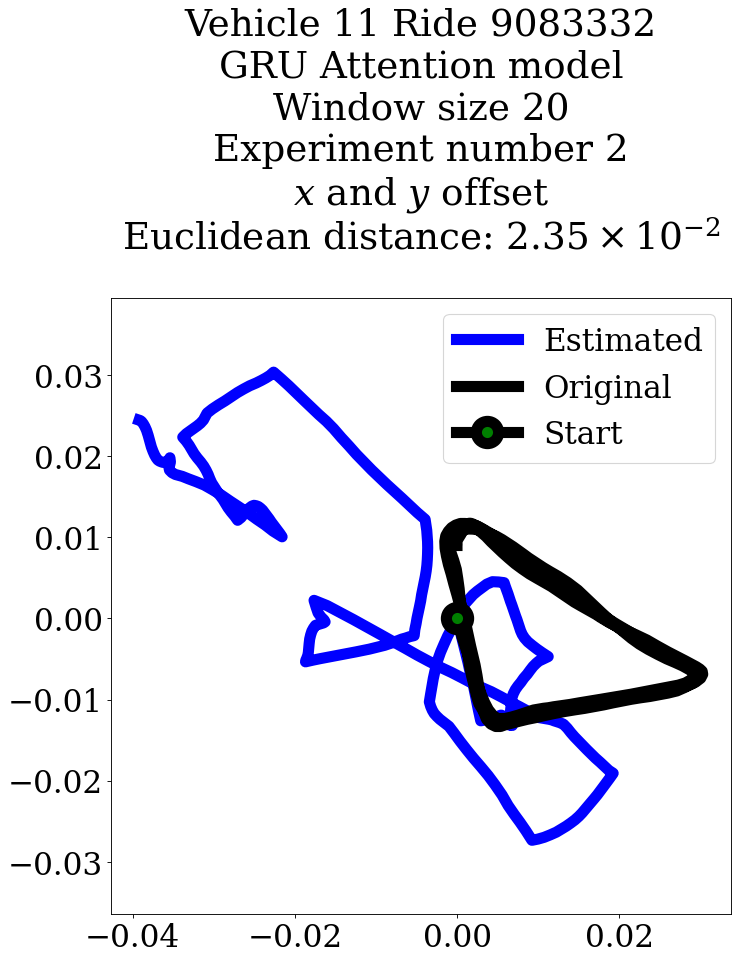 Vehicle 11 Ride 9083332
GRU Attention model
Window size 20
Experiment number 2
x and y offset
Euclidean distance: 2.35 × 10⁻²
Estimated
Original
Start
0.03
0.02
0.01
0.00
−0.01
−0.02
−0.03
−0.04
−0.02
0.00
0.02